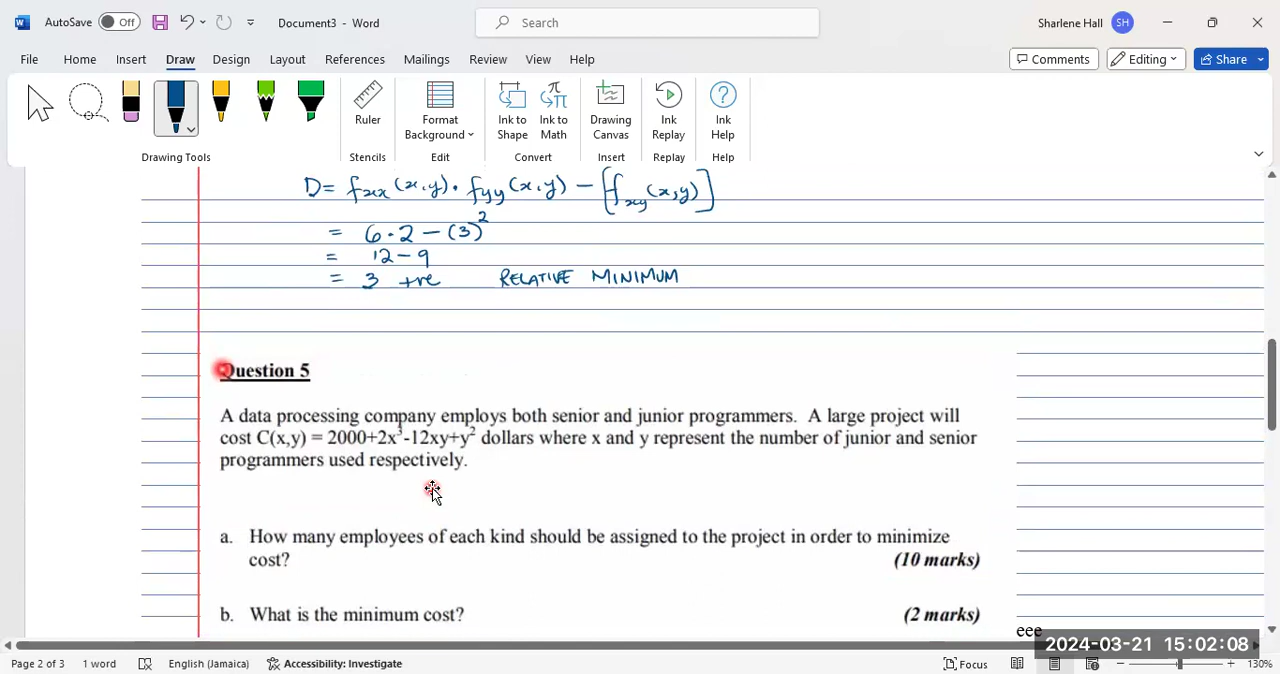 AutoSave Off Document3 - Word Search Sharlene Hall SH
File Home Insert Draw Design Layout References Mailings Review View Help Comments Editing Share
Ruler Format Background Ink to Shape Ink to Math Drawing Canvas Ink Replay Ink Help
Drawing Tools Stencils Edit Convert Insert Replay Help
D= fxx(x,y)·fyy(x,y) – [fxy(x,y)]
= 6·2 – (3)²
= 12 – 9
= 3 +ve RELATIVE MINIMUM
Question 5
A data processing company employs both senior and junior programmers. A large project will
cost C(x,y) = 2000+2x³-12xy+y² dollars where x and y represent the number of junior and senior
programmers used respectively.
a. How many employees of each kind should be assigned to the project in order to minimize
cost? (10 marks)
b. What is the minimum cost? (2 marks)
eee
2024-03-21 15:02:08
Page 2 of 3 1 word English (Jamaica) Accessibility: Investigate Focus 130%